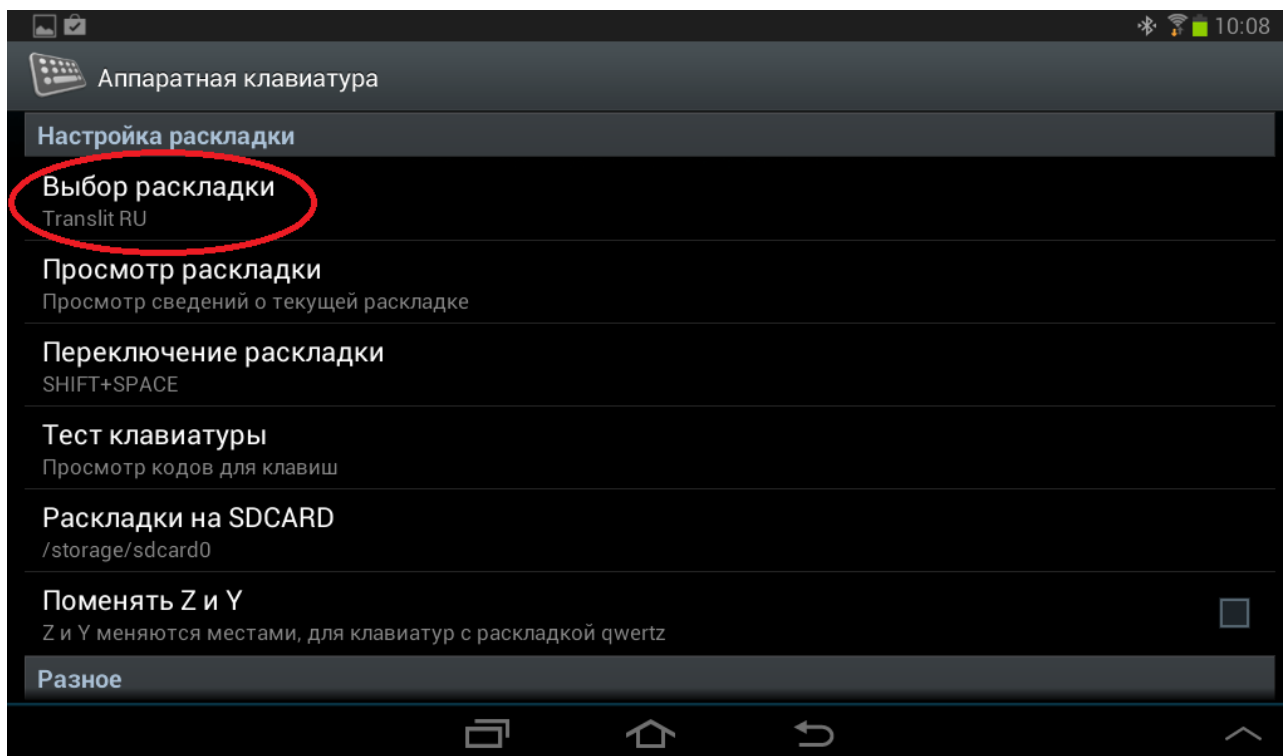 10:08
Аппаратная клавиатура
Настройка раскладки
Выбор раскладки
Translit RU
Просмотр раскладки
Просмотр сведений о текущей раскладке
Переключение раскладки
SHIFT+SPACE
Тест клавиатуры
Просмотр кодов для клавиш
Раскладки на SDCARD
/storage/sdcard0
Поменять Z и Y
Z и Y меняются местами, для клавиатур с раскладкой qwertz
Разное